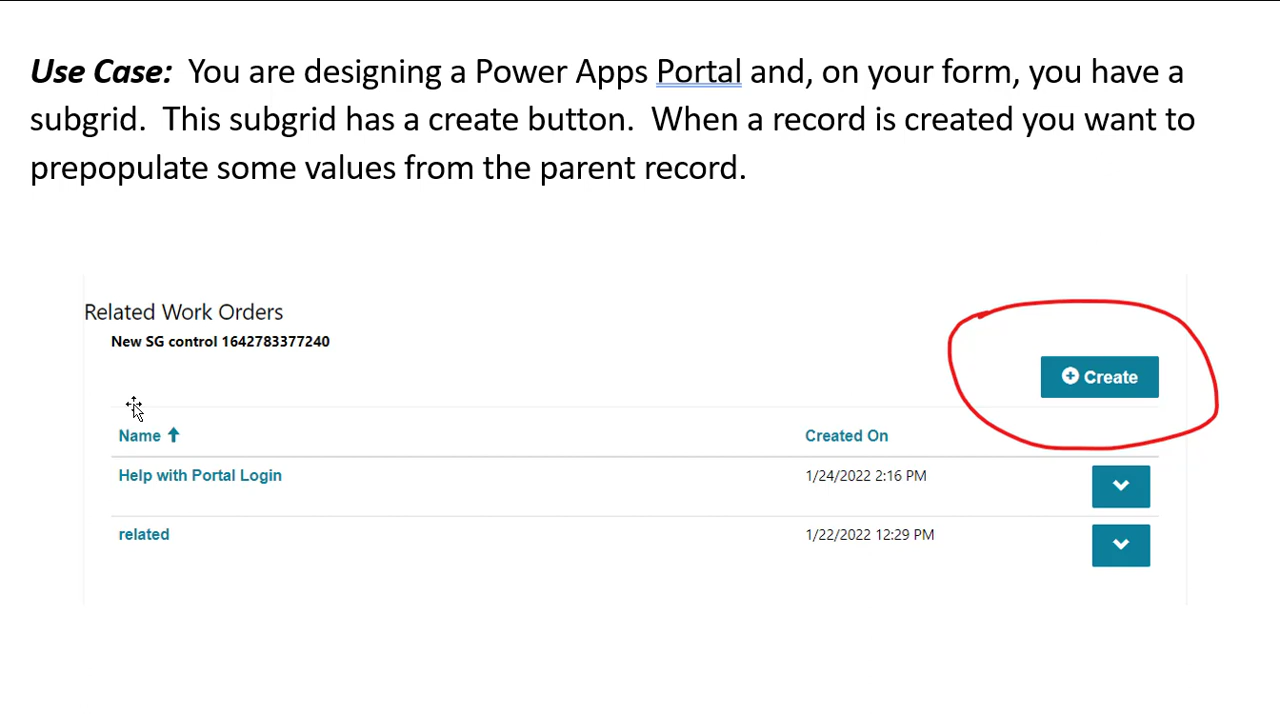 Use Case: You are designing a Power Apps Portal and, on your form, you have a
subgrid. This subgrid has a create button. When a record is created you want to
prepopulate some values from the parent record.
Related Work Orders
New SG control 1642783377240
Create
Name Created On
Help with Portal Login 1/24/2022 2:16 PM
related 1/22/2022 12:29 PM